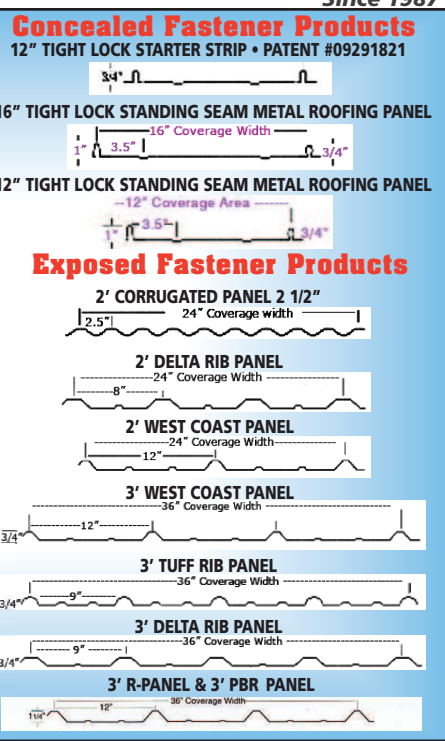 Since 1987
Concealed Fastener Products
12” TIGHT LOCK STARTER STRIP • PATENT #09291821
3/4"
16” TIGHT LOCK STANDING SEAM METAL ROOFING PANEL
16" Coverage Width
1" 3.5" 3/4"
12” TIGHT LOCK STANDING SEAM METAL ROOFING PANEL
12" Coverage Area
1" 3.5" 3/4"
Exposed Fastener Products
2’ CORRUGATED PANEL 2 1/2”
24" Coverage width
2.5"
2’ DELTA RIB PANEL
24" Coverage Width
8"
2’ WEST COAST PANEL
24" Coverage Width
12"
3’ WEST COAST PANEL
36" Coverage Width
12"
3/4"
3’ TUFF RIB PANEL
36" Coverage Width
9"
3/4"
3’ DELTA RIB PANEL
36" Coverage Width
9"
3/4"
3’ R-PANEL & 3’ PBR PANEL
36" Coverage Width
12"
1 1/4"